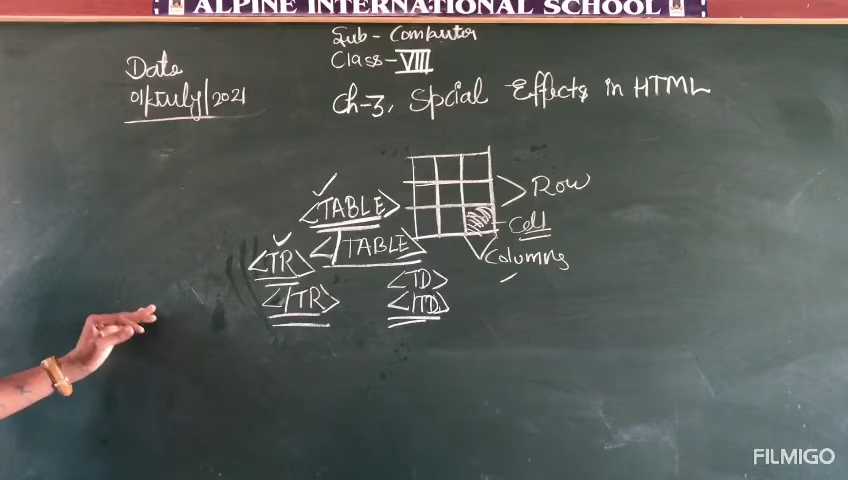 ALPINE INTERNATIONAL SCHOOL
Sub - Computer
Class - VIII
Date
01/July/2021
Ch-3, Spcial Effects in HTML
Row
<TABLE>
Cell
</TABLE>
Columns
<TR>
<TD>
</TR>
</TD>
FILMIGO